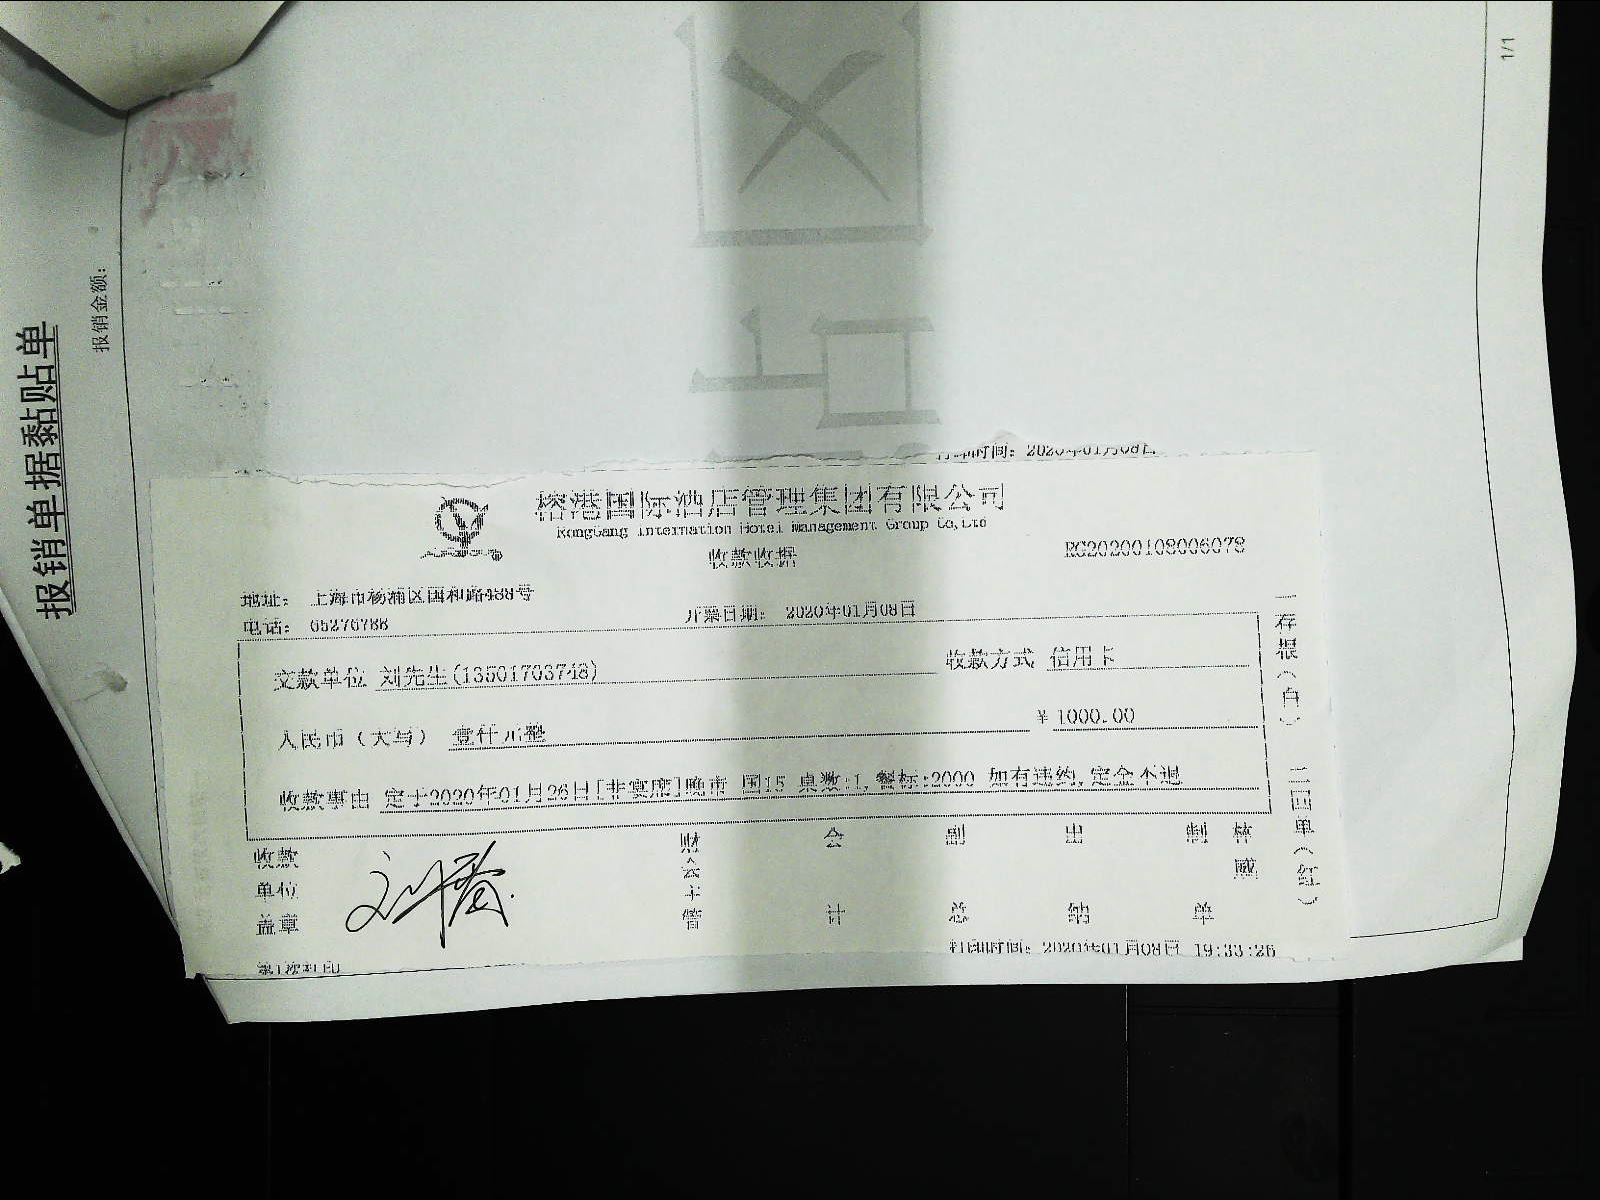 1/1
报销单据黏贴单
报销金额：
打印时间：2020年01月08日
榕港国际酒店管理集团有限公司
RongGang Internation Hotel Management Group Co,Ltd
收款收据
RG20200108006078
地址： 上海市杨浦区国和路488号
电话： 65276788
开票日期： 2020年01月08日
交款单位 刘先生(13501703748)
收款方式 信用卡
人民币（大写） 壹仟元整
¥ 1000.00
收款事由 定于2020年01月26日[非宴席]晚市 国15 桌数:1,餐标:2000 如有违约,定金不退
一存根（白）
二回单（红）
收款单位盖章
财会主管
会计
副总
出纳
制单
第1次打印
打印时间：2020年01月08日 19:33:26